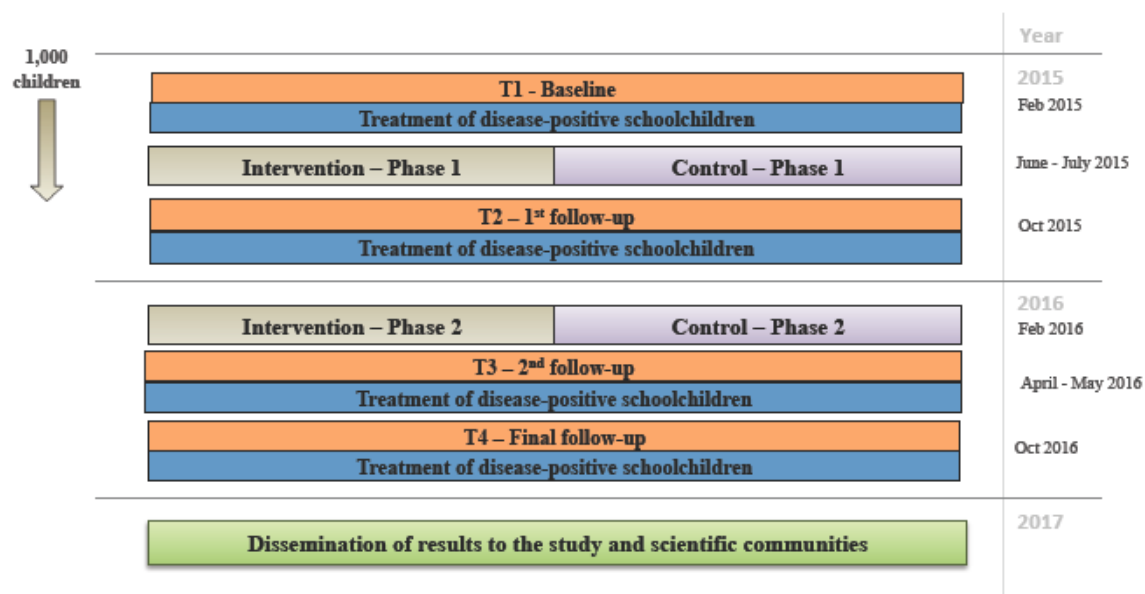 Year
1,000
children
2015
T1 - Baseline
Feb 2015
Treatment of disease-positive schoolchildren
Intervention – Phase 1
Control – Phase 1
June - July 2015
T2 – 1st follow-up
Oct 2015
Treatment of disease-positive schoolchildren
2016
Intervention – Phase 2
Control – Phase 2
Feb 2016
T3 – 2nd follow-up
April - May 2016
Treatment of disease-positive schoolchildren
T4 – Final follow-up
Oct 2016
Treatment of disease-positive schoolchildren
2017
Dissemination of results to the study and scientific communities